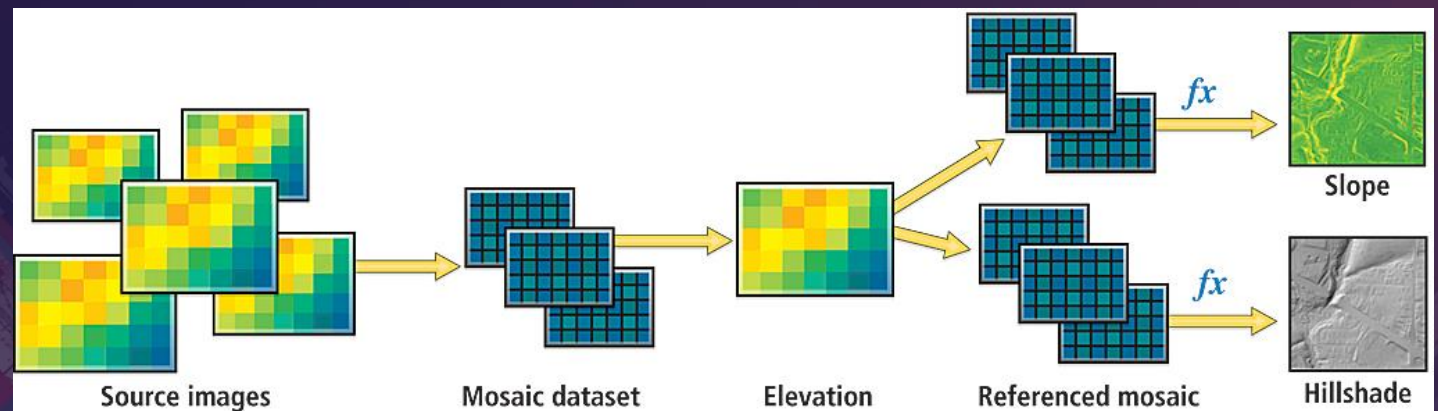 fx
Slope
fx
Source images
Mosaic dataset
Elevation
Referenced mosaic
Hillshade